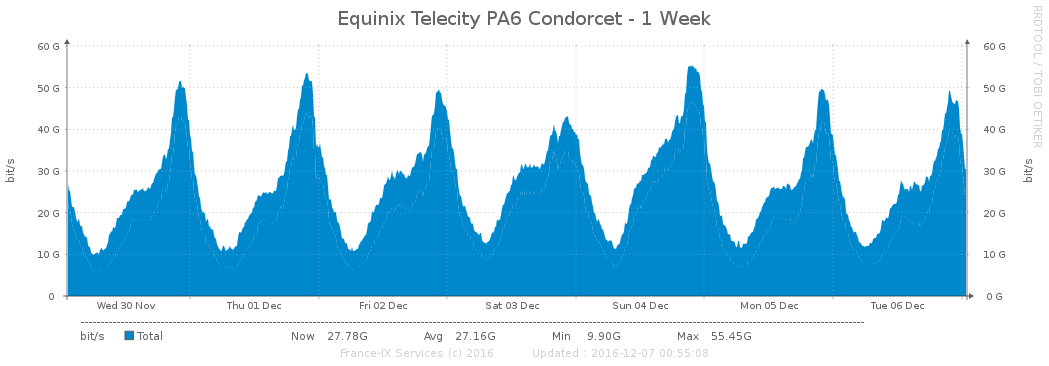 Equinix Telecity PA6 Condorcet - 1 Week
RRDTOOL / TOBI OETIKER
60 G 60 G
50 G 50 G
40 G 40 G
30 G 30 G
20 G 20 G
10 G 10 G
0 0 G
bit/s bit/s
Wed 30 Nov Thu 01 Dec Fri 02 Dec Sat 03 Dec Sun 04 Dec Mon 05 Dec Tue 06 Dec
bit/s Total Now 27.78G Avg 27.16G Min 9.90G Max 55.45G
France-IX Services (c) 2016 Updated : 2016-12-07 00:55:08